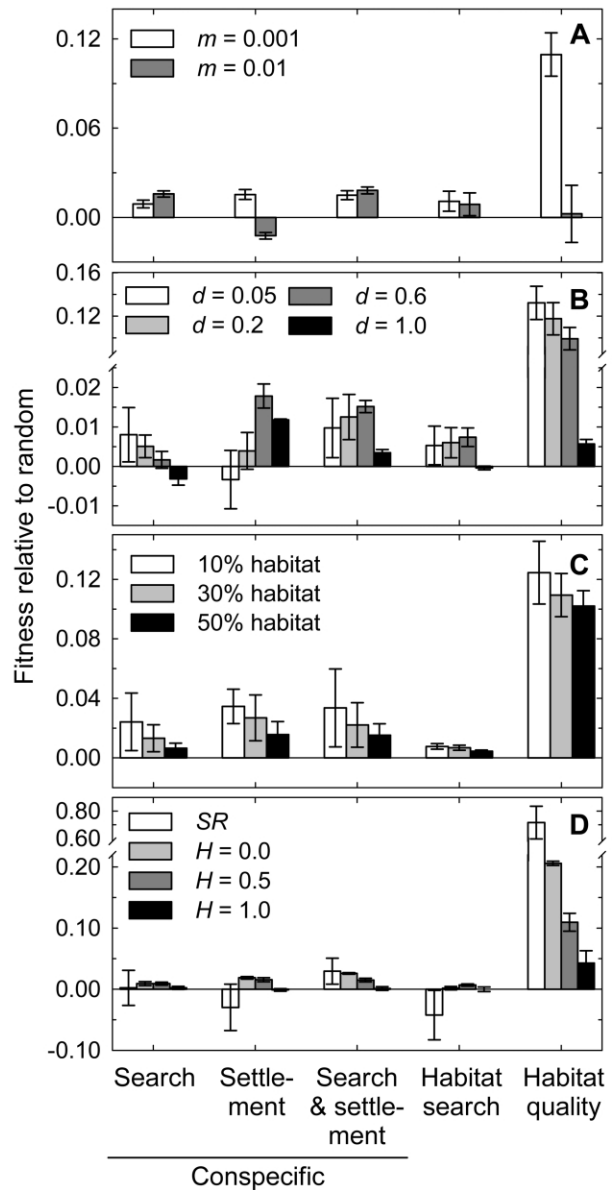 Fitness relative to random
A
m = 0.001
m = 0.01
0.12
0.06
0.00
B
d = 0.05
d = 0.6
d = 0.2
d = 1.0
0.16
0.12
0.02
0.01
0.00
-0.01
C
10% habitat
30% habitat
50% habitat
0.12
0.08
0.04
0.00
D
SR
H = 0.0
H = 0.5
H = 1.0
0.80
0.60
0.20
0.10
0.00
-0.10
Search
Settle-
ment
Search
& settle-
ment
Habitat
search
Habitat
quality
Conspecific